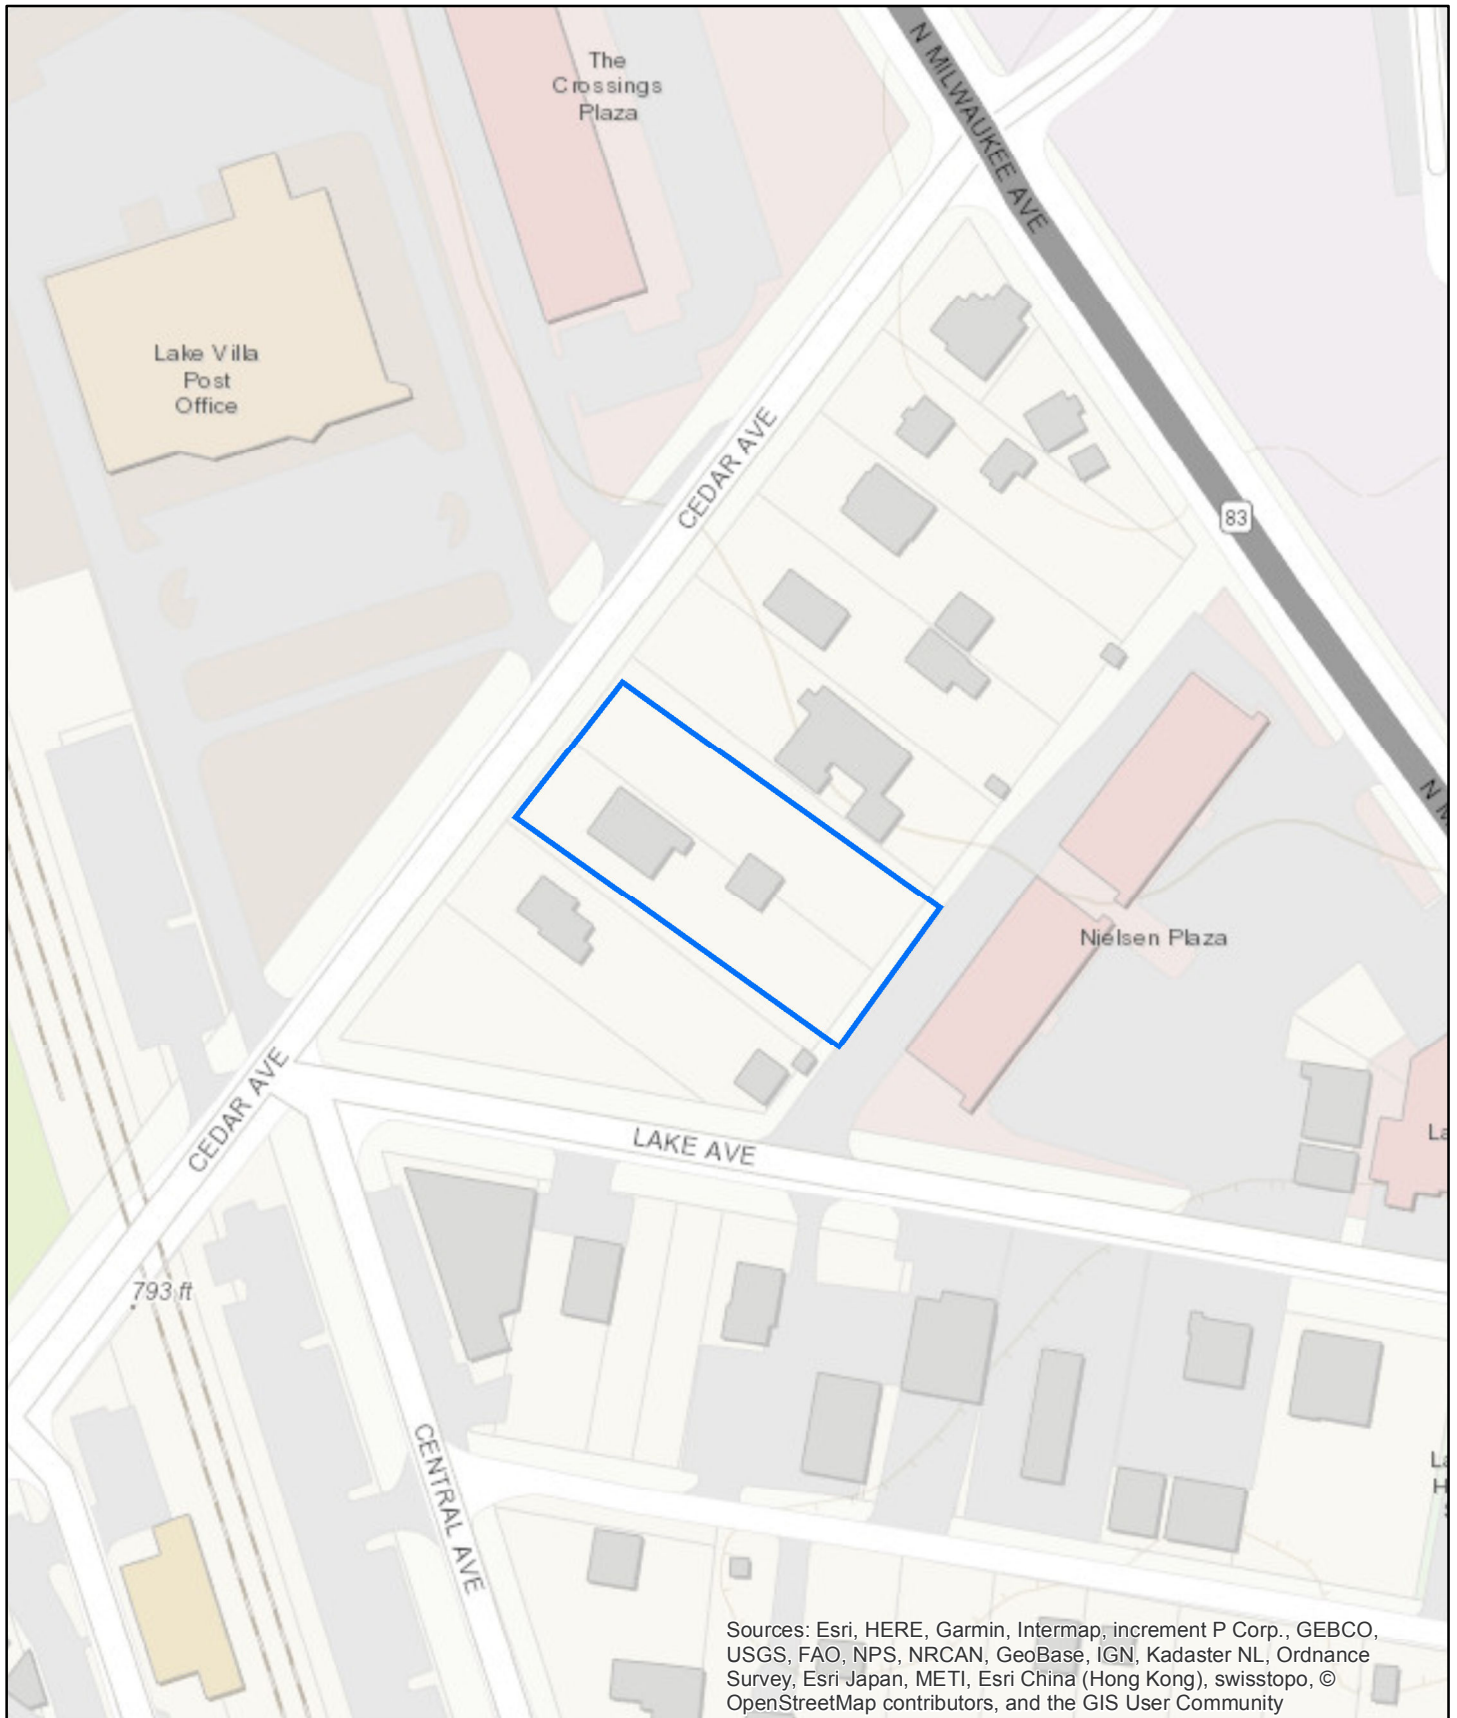 The
Crossings
Plaza
N MILWAUKEE AVE
Lake Villa
Post
Office
CEDAR AVE
83
N M
Nielsen Plaza
La
CEDAR AVE
LAKE AVE
793 ft
CENTRAL AVE
La
H
Sources: Esri, HERE, Garmin, Intermap, increment P Corp., GEBCO,
USGS, FAO, NPS, NRCAN, GeoBase, IGN, Kadaster NL, Ordnance
Survey, Esri Japan, METI, Esri China (Hong Kong), swisstopo, ©
OpenStreetMap contributors, and the GIS User Community